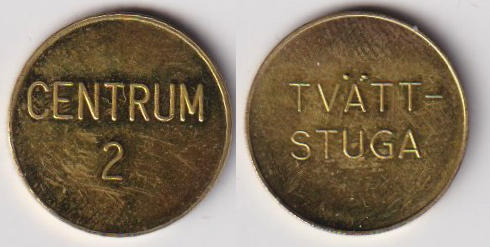 CENTRUM
2
TVÄTT-
STUGA